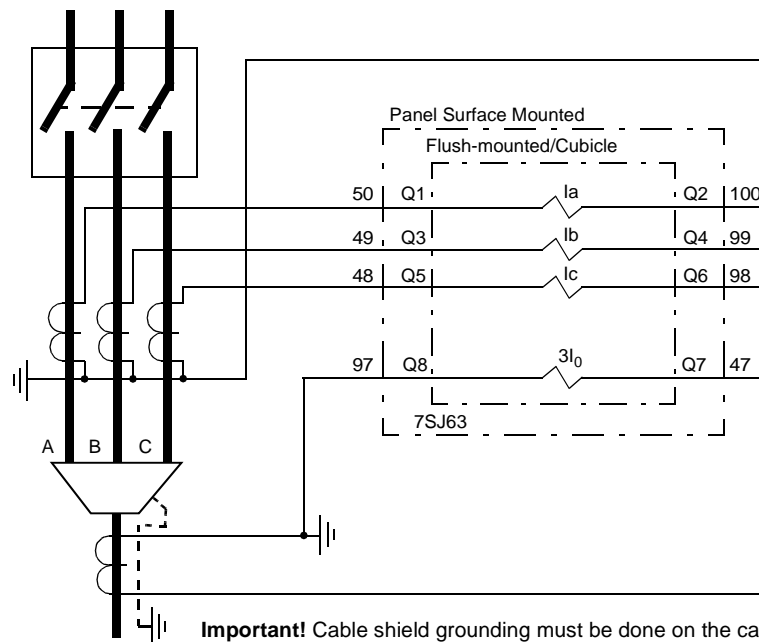 Panel Surface Mounted
Flush-mounted/Cubicle
50 Q1 Ia Q2 100
49 Q3 Ib Q4 99
48 Q5 Ic Q6 98
97 Q8 3I0 Q7 47
7SJ63
A B C
Important! Cable shield grounding must be done on the ca